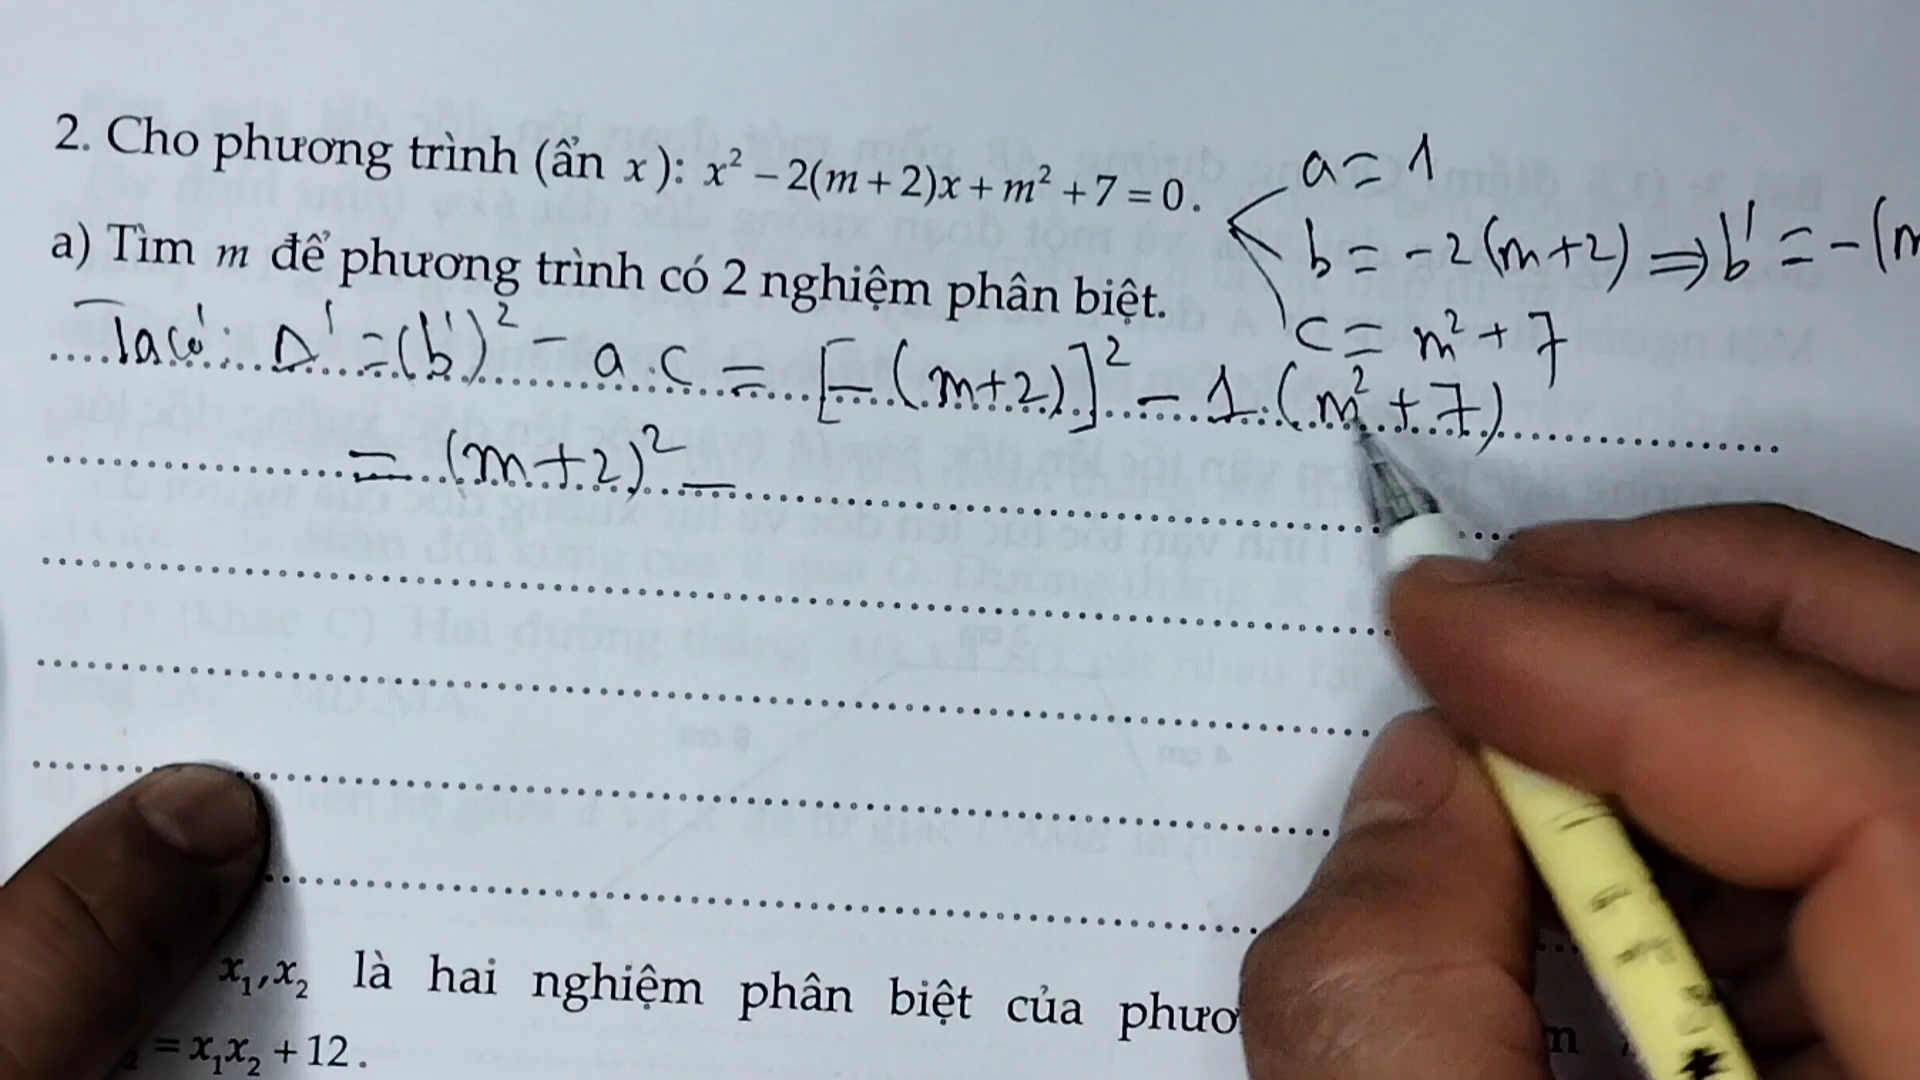 2. Cho phương trình (ẩn x): x² – 2(m + 2)x + m² + 7 = 0.
a = 1
b = -2(m+2) ⇒ b' = -(m
a) Tìm m để phương trình có 2 nghiệm phân biệt.
c = m² + 7
Ta có: Δ' = (b')² - a.c = [-(m+2)]² - 1.(m² + 7)
= (m+2)² -
x₁, x₂ là hai nghiệm phân biệt của phươ
= x₁x₂ + 12.